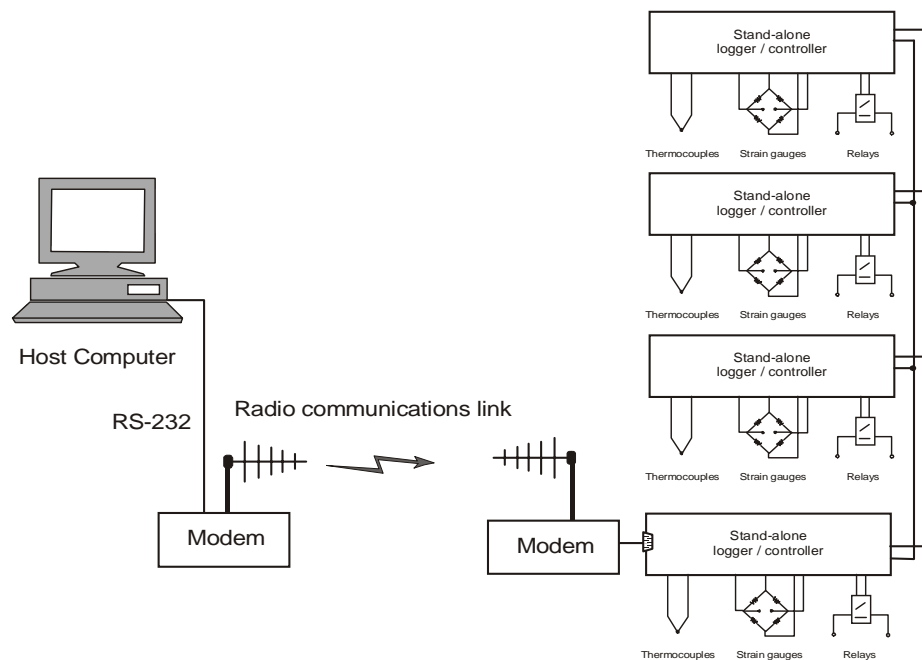 Stand-alone
logger / controller
Thermocouples Strain gauges Relays
Stand-alone
logger / controller
Thermocouples Strain gauges Relays
Host Computer
Stand-alone
logger / controller
RS-232
Radio communications link
Thermocouples Strain gauges Relays
Modem
Modem
Stand-alone
logger / controller
Thermocouples Strain gauges Relays